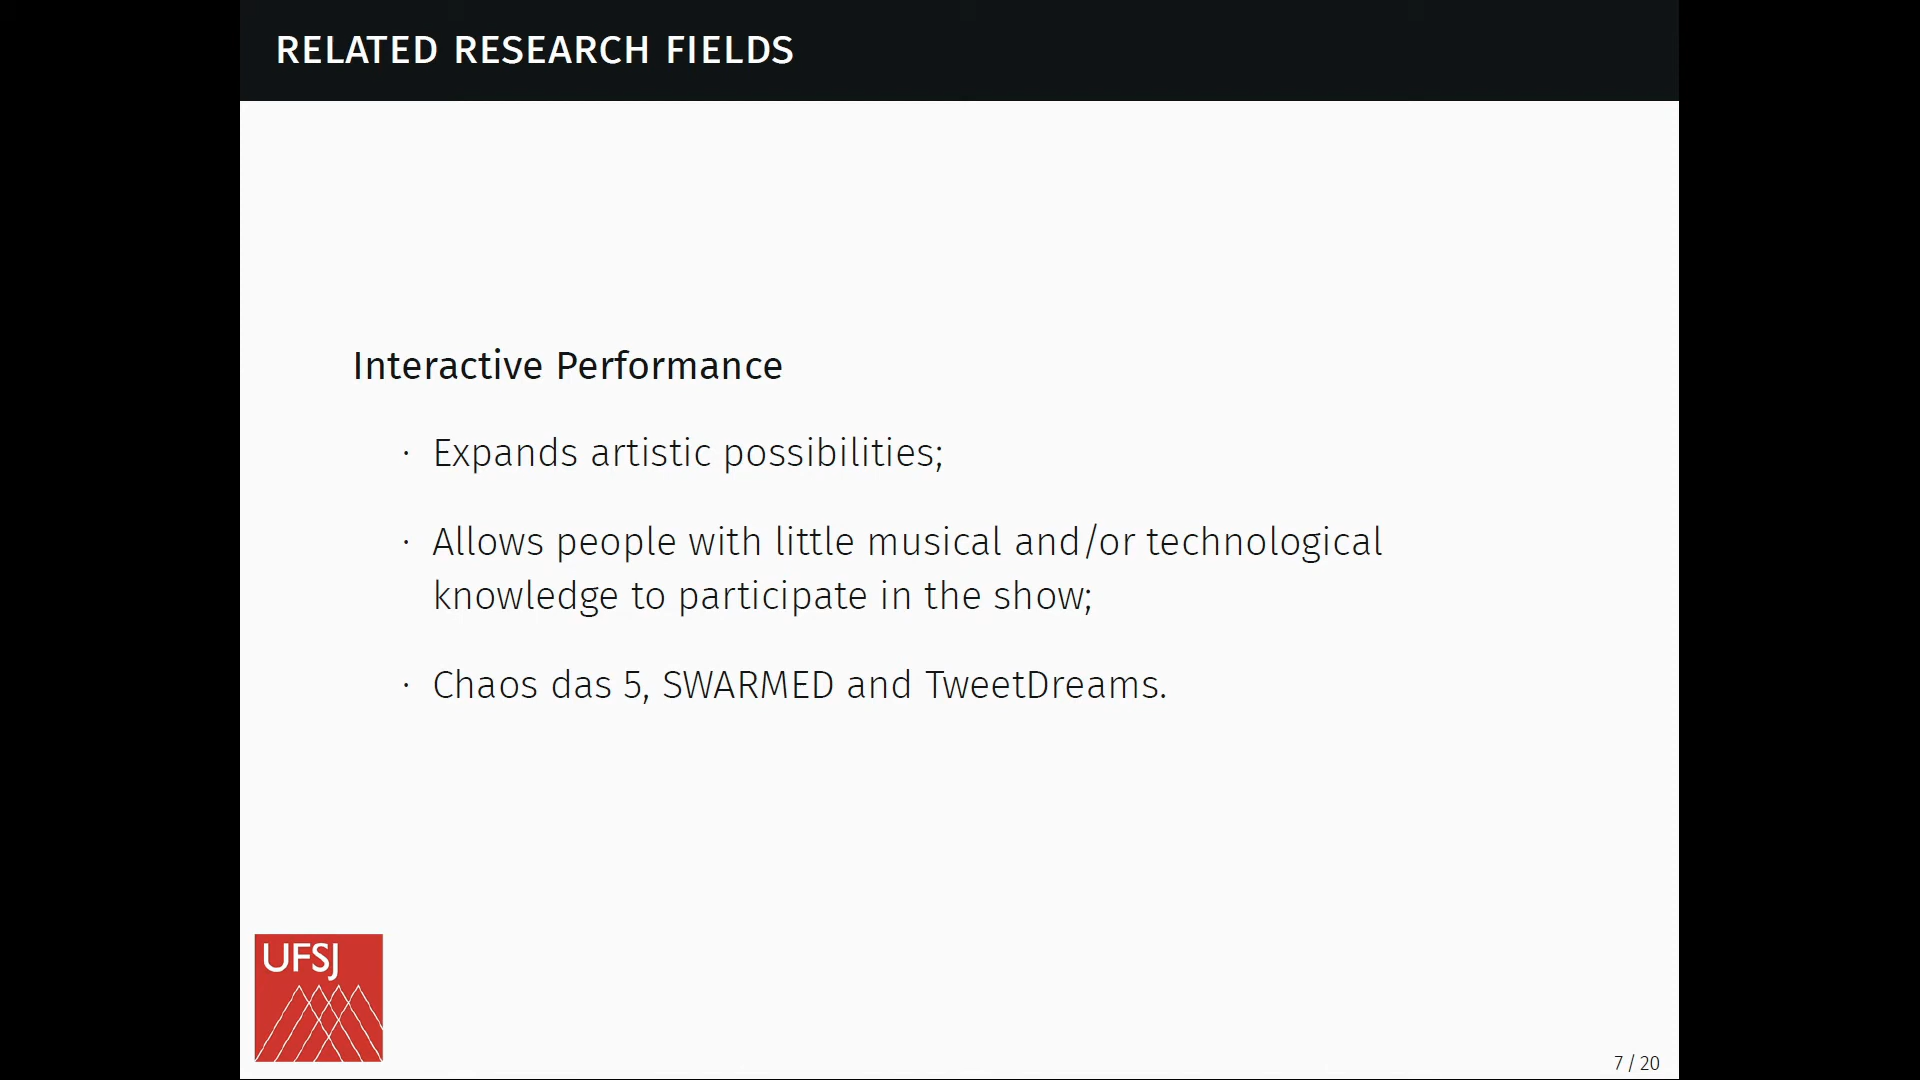 RELATED RESEARCH FIELDS
Interactive Performance
· Expands artistic possibilities;
· Allows people with little musical and/or technological
knowledge to participate in the show;
· Chaos das 5, SWARMED and TweetDreams.
UFSJ
7 / 20